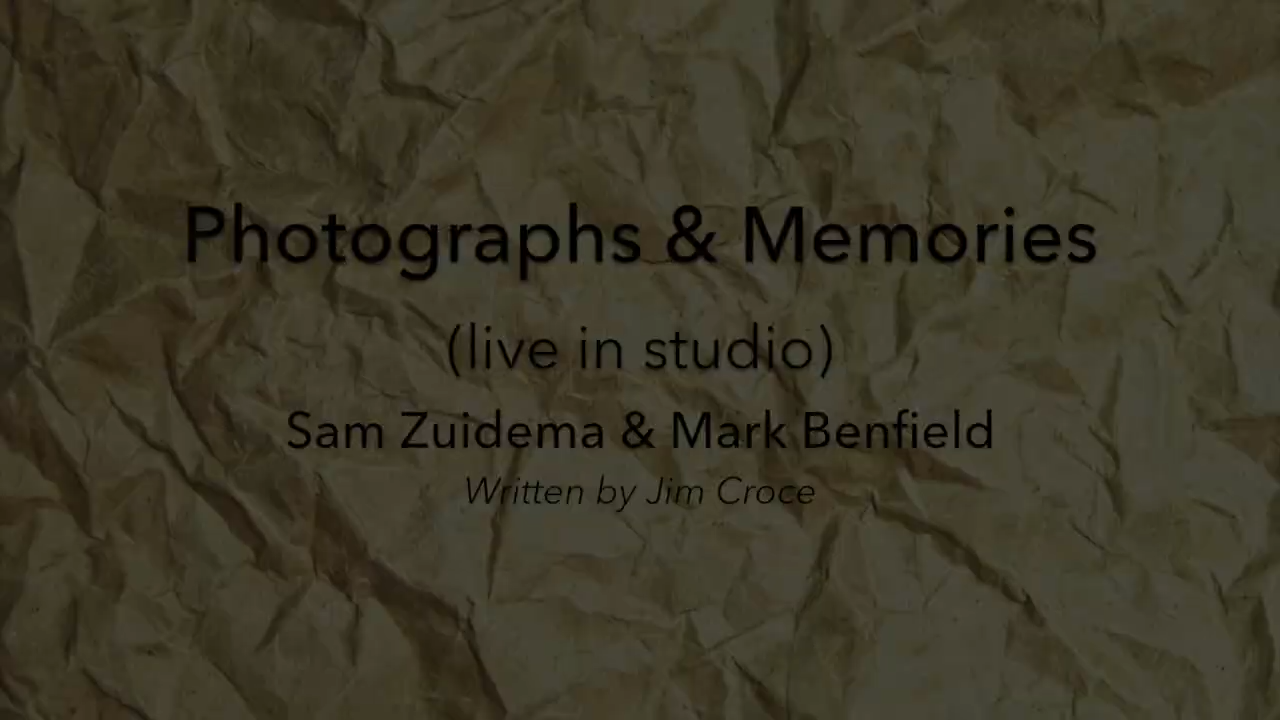 Photographs & Memories
(live in studio)
Sam Zuidema & Mark Benfield
Written by Jim Croce